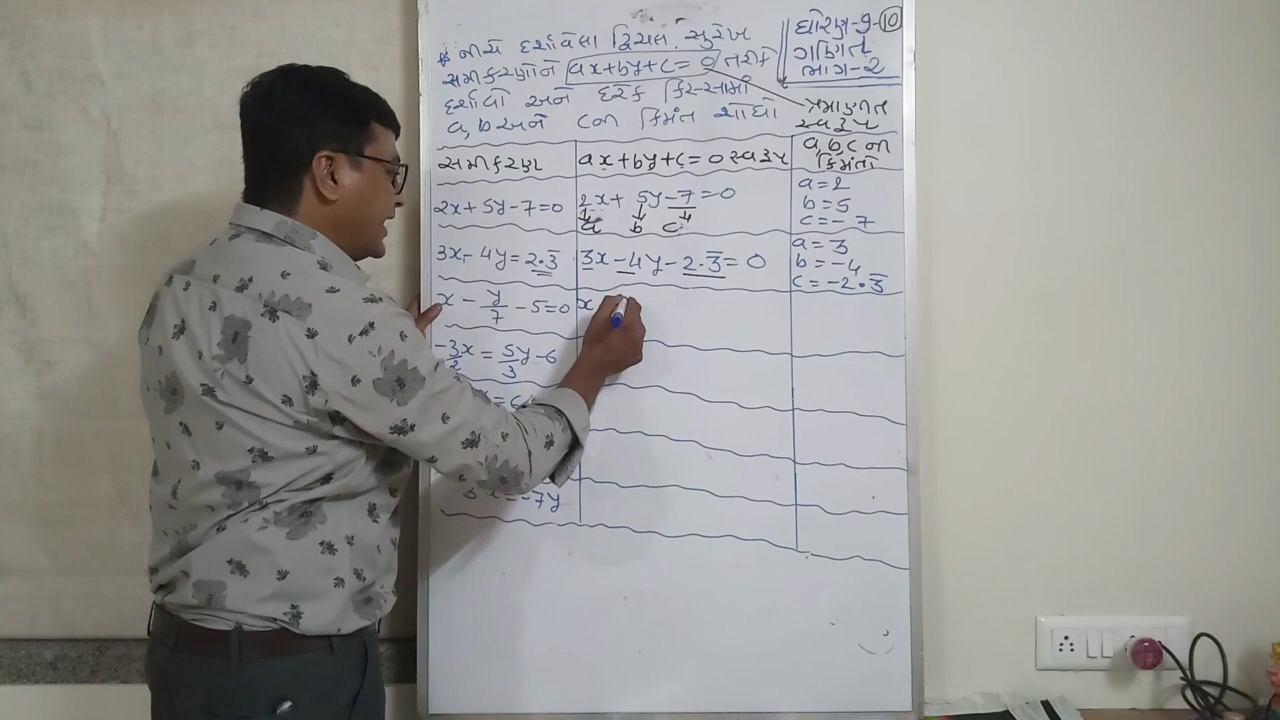 નીચે દર્શાવેલા દ્વિચલ સુરેખ
સમીકરણોને ax+by+c=0 તરીકે
દર્શાવો અને દરેક કિસ્સામાં
a, b અને c ની કિંમત શોધો
ધોરણ-9 10
ગણિત
ભાગ-2
પ્રમાણિત
સ્વરૂપ
સમીકરણ ax+by+c=0 સ્વરૂપ a,b,c ની
કિંમતો
2x+5y-7=0 2x+5y-7=0 a=2
b=5
a b c c=-7
3x-4y=2.3̅ 3x-4y-2.3̅=0 a=3
b=-4
c=-2.3̅
x-y/7-5=0 x
-3x/2=5/3y-6
=-7y